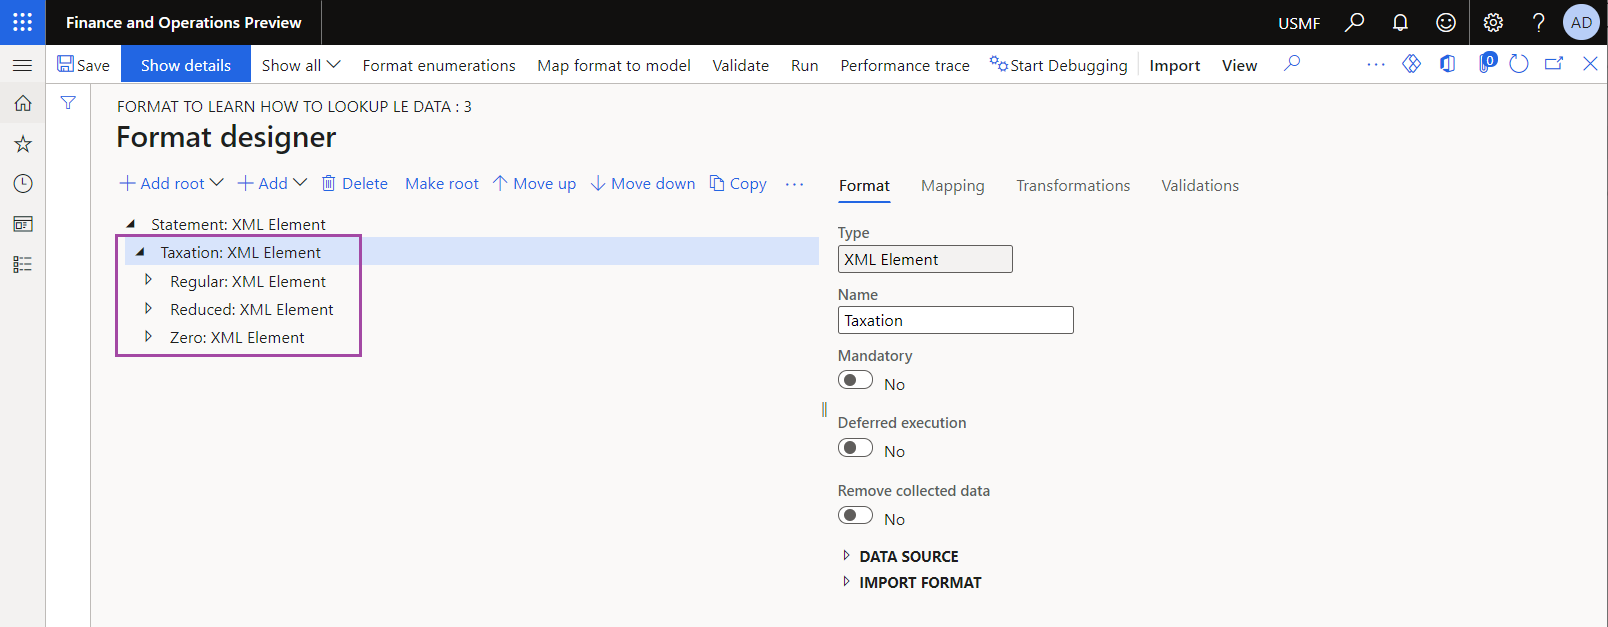 Finance and Operations Preview
USMF
AD
Save
Show details
Show all
Format enumerations
Map format to model
Validate
Run
Performance trace
Start Debugging
Import
View
0
FORMAT TO LEARN HOW TO LOOKUP LE DATA : 3
Format designer
Add root
Add
Delete
Make root
Move up
Move down
Copy
Statement: XML Element
Taxation: XML Element
Regular: XML Element
Reduced: XML Element
Zero: XML Element
Format
Mapping
Transformations
Validations
Type
XML Element
Name
Taxation
Mandatory
No
Deferred execution
No
Remove collected data
No
DATA SOURCE
IMPORT FORMAT